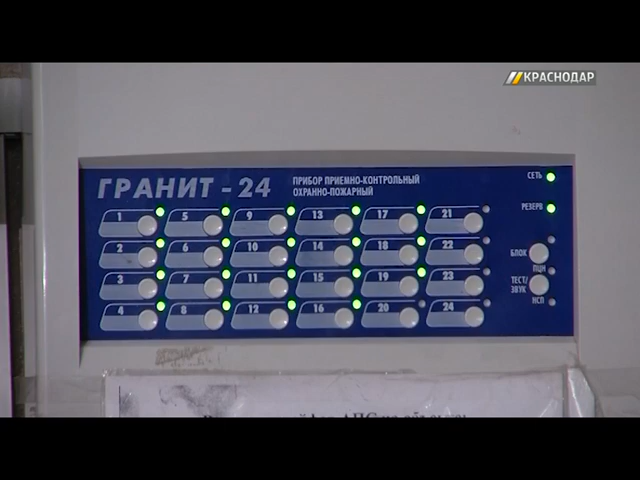 КРАСНОДАР
ГРАНИТ - 24
ПРИБОР ПРИЕМНО-КОНТРОЛЬНЫЙ
ОХРАННО-ПОЖАРНЫЙ
СЕТЬ
РЕЗЕРВ
1 5 9 13 17 21
2 6 10 14 18 22
БЛОК
ПЦН
3 7 11 15 19 23
ТЕСТ/
ЗВУК
НСП
4 8 12 16 20 24